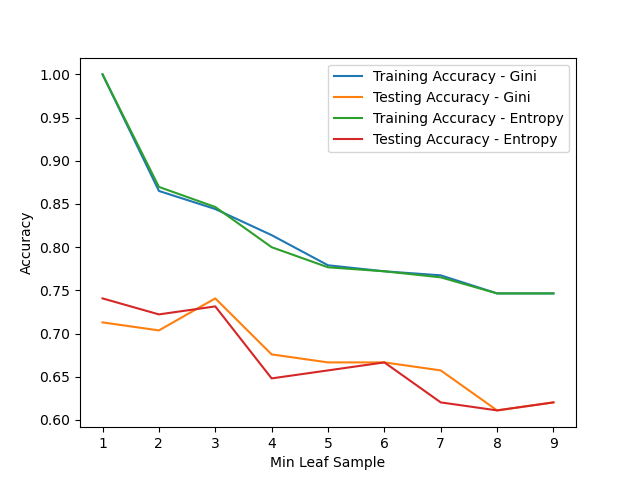 Training Accuracy - Gini
Testing Accuracy - Gini
Training Accuracy - Entropy
Testing Accuracy - Entropy
Accuracy
1.00
0.95
0.90
0.85
0.80
0.75
0.70
0.65
0.60
1 2 3 4 5 6 7 8 9
Min Leaf Sample